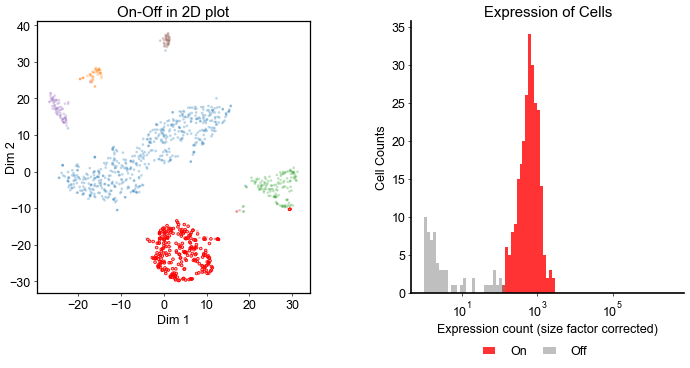 On-Off in 2D plot
40
30
20
10
0
−10
−20
−30
Dim 2
−20 −10 0 10 20 30
Dim 1
Expression of Cells
35
30
25
20
15
10
5
0
Cell Counts
10^1 10^3 10^5
Expression count (size factor corrected)
On Off